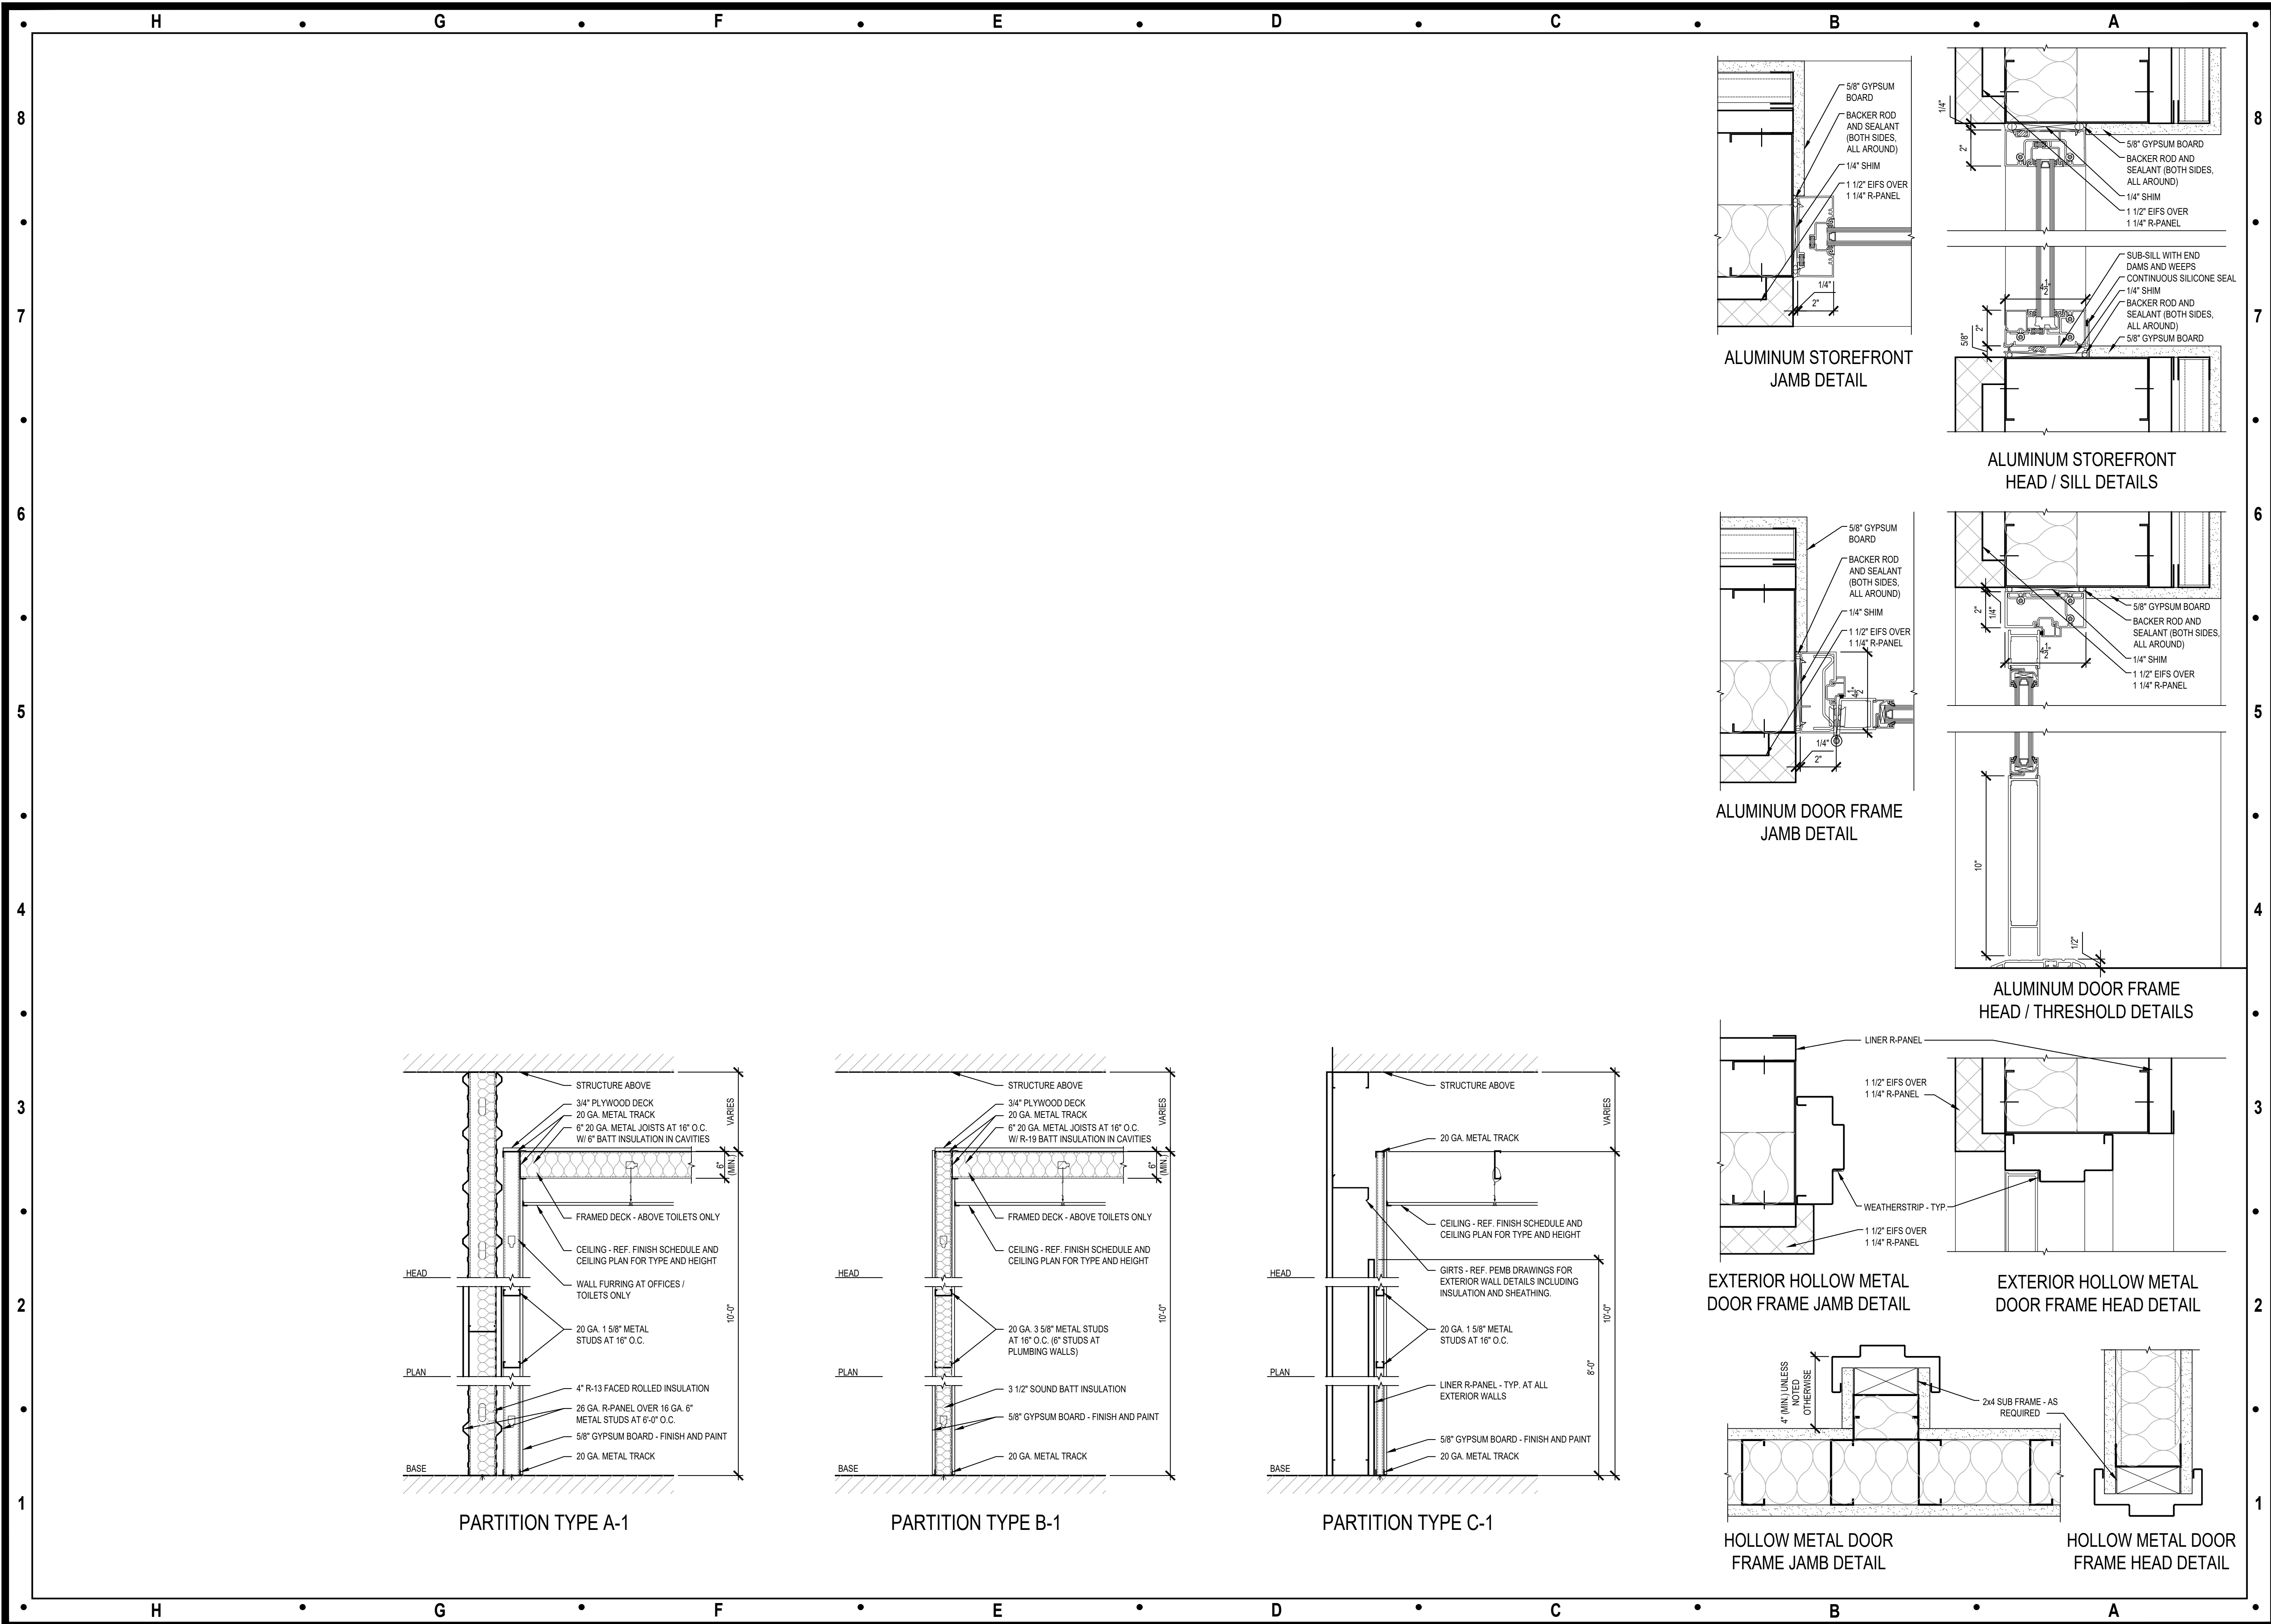 H G F E D C B A
8
7
6
5
4
3
2
1
5/8" GYPSUM
BOARD
BACKER ROD
AND SEALANT
(BOTH SIDES,
ALL AROUND)
1/4" SHIM
1 1/2" EIFS OVER
1 1/4" R-PANEL
1/4"
2"
ALUMINUM STOREFRONT
JAMB DETAIL
1/4"
2"
5/8" GYPSUM BOARD
BACKER ROD AND
SEALANT (BOTH SIDES,
ALL AROUND)
1/4" SHIM
1 1/2" EIFS OVER
1 1/4" R-PANEL
SUB-SILL WITH END
DAMS AND WEEPS
CONTINUOUS SILICONE SEAL
1/4" SHIM
BACKER ROD AND
SEALANT (BOTH SIDES,
ALL AROUND)
5/8" GYPSUM BOARD
4 1/2"
2"
5/8"
ALUMINUM STOREFRONT
HEAD / SILL DETAILS
5/8" GYPSUM
BOARD
BACKER ROD
AND SEALANT
(BOTH SIDES,
ALL AROUND)
1/4" SHIM
1 1/2" EIFS OVER
1 1/4" R-PANEL
4 1/2"
1/4"
2"
ALUMINUM DOOR FRAME
JAMB DETAIL
2"
1/4"
5/8" GYPSUM BOARD
BACKER ROD AND
SEALANT (BOTH SIDES,
ALL AROUND)
1/4" SHIM
1 1/2" EIFS OVER
1 1/4" R-PANEL
4 1/2"
10"
1/2"
ALUMINUM DOOR FRAME
HEAD / THRESHOLD DETAILS
STRUCTURE ABOVE
3/4" PLYWOOD DECK
20 GA. METAL TRACK
6" 20 GA. METAL JOISTS AT 16" O.C.
W/ 6" BATT INSULATION IN CAVITIES
VARIES
6"
(MIN.)
FRAMED DECK - ABOVE TOILETS ONLY
CEILING - REF. FINISH SCHEDULE AND
CEILING PLAN FOR TYPE AND HEIGHT
HEAD
WALL FURRING AT OFFICES /
TOILETS ONLY
10'-0"
20 GA. 1 5/8" METAL
STUDS AT 16" O.C.
PLAN
4" R-13 FACED ROLLED INSULATION
26 GA. R-PANEL OVER 16 GA. 6"
METAL STUDS AT 6'-0" O.C.
5/8" GYPSUM BOARD - FINISH AND PAINT
20 GA. METAL TRACK
BASE
PARTITION TYPE A-1
STRUCTURE ABOVE
3/4" PLYWOOD DECK
20 GA. METAL TRACK
6" 20 GA. METAL JOISTS AT 16" O.C.
W/ R-19 BATT INSULATION IN CAVITIES
VARIES
6"
(MIN.)
FRAMED DECK - ABOVE TOILETS ONLY
CEILING - REF. FINISH SCHEDULE AND
CEILING PLAN FOR TYPE AND HEIGHT
HEAD
10'-0"
20 GA. 3 5/8" METAL STUDS
AT 16" O.C. (6" STUDS AT
PLUMBING WALLS)
PLAN
3 1/2" SOUND BATT INSULATION
5/8" GYPSUM BOARD - FINISH AND PAINT
20 GA. METAL TRACK
BASE
PARTITION TYPE B-1
STRUCTURE ABOVE
VARIES
20 GA. METAL TRACK
CEILING - REF. FINISH SCHEDULE AND
CEILING PLAN FOR TYPE AND HEIGHT
HEAD
GIRTS - REF. PEMB DRAWINGS FOR
EXTERIOR WALL DETAILS INCLUDING
INSULATION AND SHEATHING.
10'-0"
20 GA. 1 5/8" METAL
STUDS AT 16" O.C.
8'-0"
PLAN
LINER R-PANEL - TYP. AT ALL
EXTERIOR WALLS
5/8" GYPSUM BOARD - FINISH AND PAINT
20 GA. METAL TRACK
BASE
PARTITION TYPE C-1
LINER R-PANEL
1 1/2" EIFS OVER
1 1/4" R-PANEL
WEATHERSTRIP - TYP.
1 1/2" EIFS OVER
1 1/4" R-PANEL
EXTERIOR HOLLOW METAL
DOOR FRAME JAMB DETAIL
EXTERIOR HOLLOW METAL
DOOR FRAME HEAD DETAIL
4" (MIN.) UNLESS
NOTED
OTHERWISE
2x4 SUB FRAME - AS
REQUIRED
HOLLOW METAL DOOR
FRAME JAMB DETAIL
HOLLOW METAL DOOR
FRAME HEAD DETAIL
8
7
6
5
4
3
2
1
H G F E D C B A